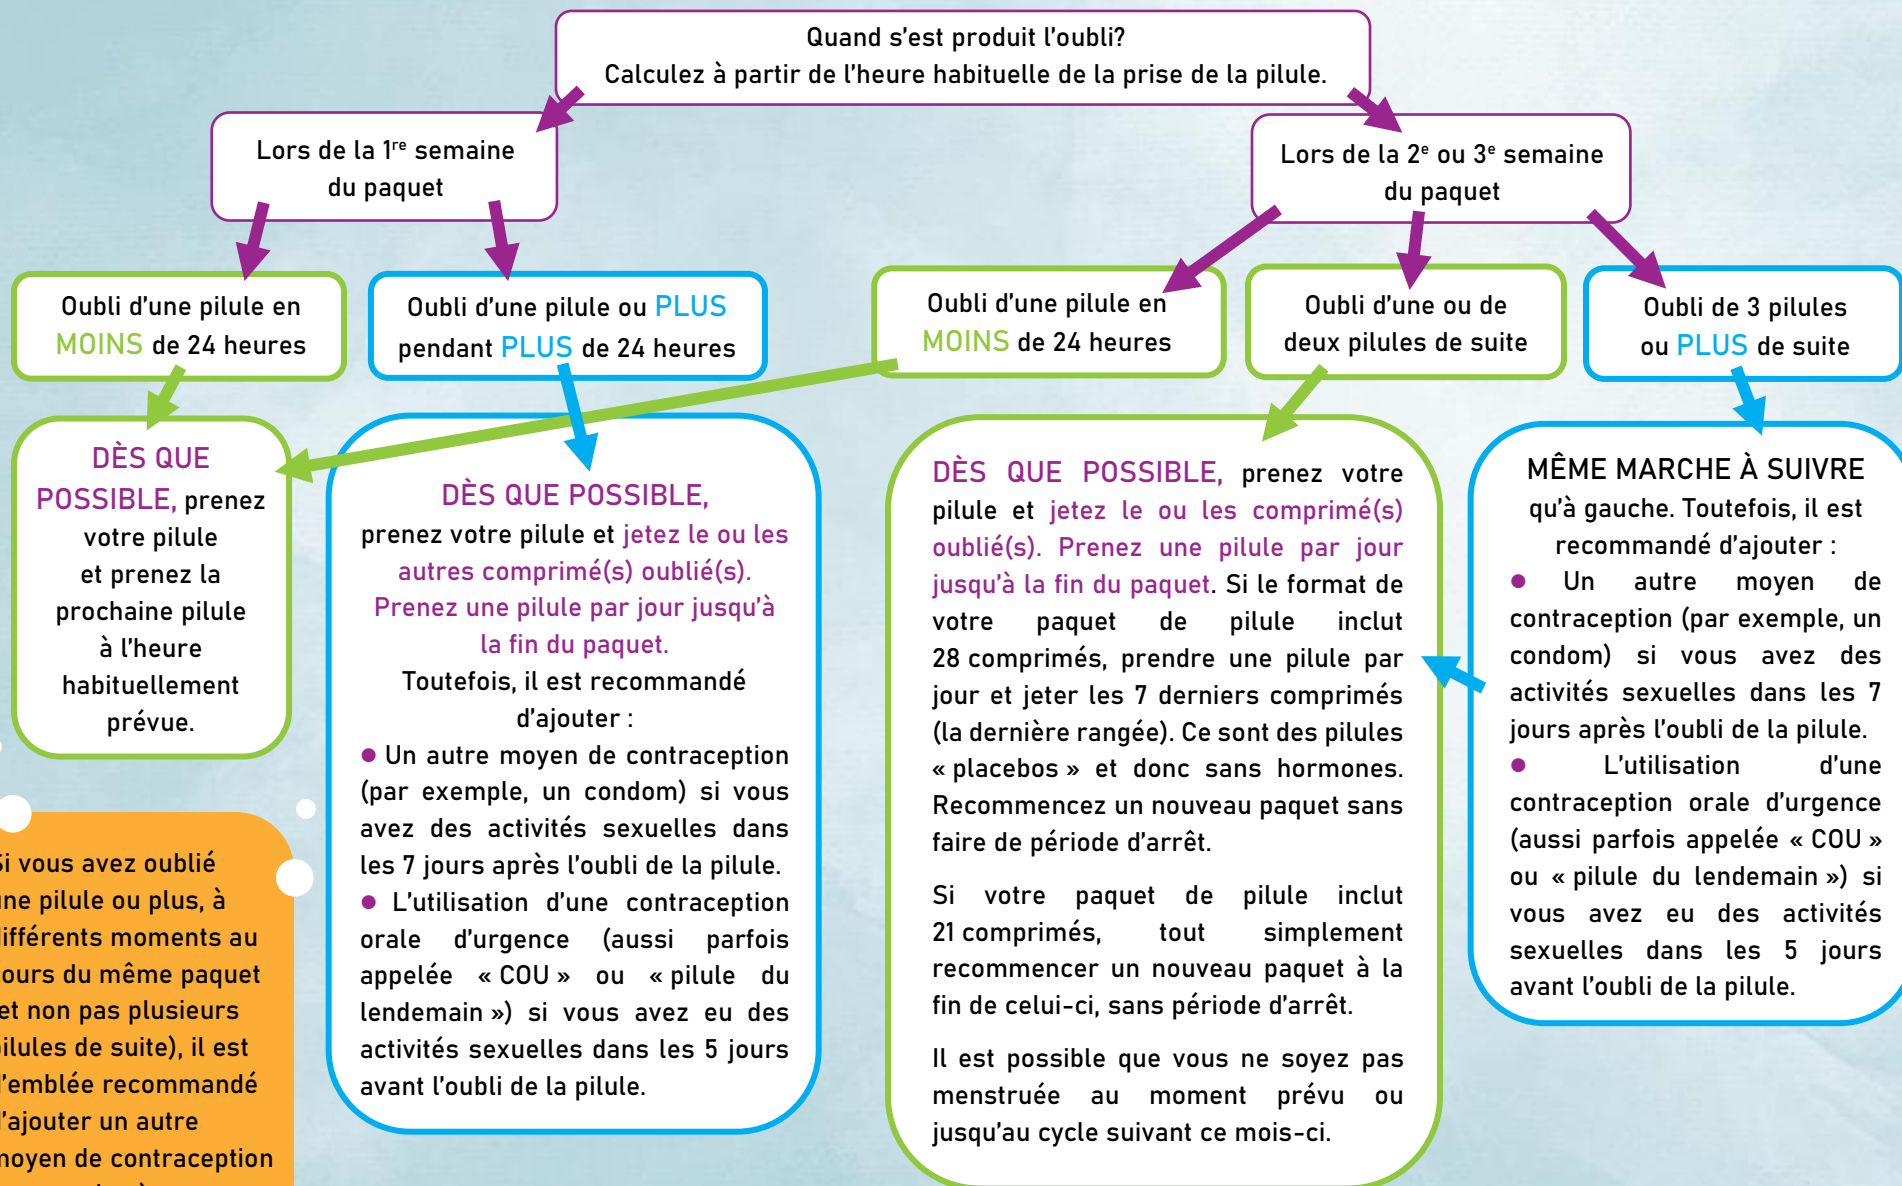 Quand s'est produit l'oubli?
Calculez à partir de l'heure habituelle de la prise de la pilule.
Lors de la 1re semaine
du paquet
Lors de la 2e ou 3e semaine
du paquet
Oubli d'une pilule en
MOINS de 24 heures
Oubli d'une pilule ou PLUS
pendant PLUS de 24 heures
Oubli d'une pilule en
MOINS de 24 heures
Oubli d'une ou de
deux pilules de suite
Oubli de 3 pilules
ou PLUS de suite
DÈS QUE
POSSIBLE, prenez
votre pilule
et prenez la
prochaine pilule
à l'heure
habituellement
prévue.
DÈS QUE POSSIBLE,
prenez votre pilule et jetez le ou les
autres comprimé(s) oublié(s).
Prenez une pilule par jour jusqu'à
la fin du paquet.
Toutefois, il est recommandé
d'ajouter :
● Un autre moyen de contraception
(par exemple, un condom) si vous
avez des activités sexuelles dans
les 7 jours après l'oubli de la pilule.
● L'utilisation d'une contraception
orale d'urgence (aussi parfois
appelée « COU » ou « pilule du
lendemain ») si vous avez eu des
activités sexuelles dans les 5 jours
avant l'oubli de la pilule.
DÈS QUE POSSIBLE, prenez votre
pilule et jetez le ou les comprimé(s)
oublié(s). Prenez une pilule par jour
jusqu'à la fin du paquet. Si le format de
votre paquet de pilule inclut
28 comprimés, prendre une pilule par
jour et jeter les 7 derniers comprimés
(la dernière rangée). Ce sont des pilules
« placebos » et donc sans hormones.
Recommencez un nouveau paquet sans
faire de période d'arrêt.
Si votre paquet de pilule inclut
21 comprimés, tout simplement
recommencer un nouveau paquet à la
fin de celui-ci, sans période d'arrêt.
Il est possible que vous ne soyez pas
menstruée au moment prévu ou
jusqu'au cycle suivant ce mois-ci.
MÊME MARCHE À SUIVRE
qu'à gauche. Toutefois, il est
recommandé d'ajouter :
● Un autre moyen de
contraception (par exemple, un
condom) si vous avez des
activités sexuelles dans les 7
jours après l'oubli de la pilule.
● L'utilisation d'une
contraception orale d'urgence
(aussi parfois appelée « COU »
ou « pilule du lendemain ») si
vous avez eu des activités
sexuelles dans les 5 jours
avant l'oubli de la pilule.
Si vous avez oublié
une pilule ou plus, à
différents moments au
cours du même paquet
(et non pas plusieurs
pilules de suite), il est
d'emblée recommandé
d'ajouter un autre
moyen de contraception